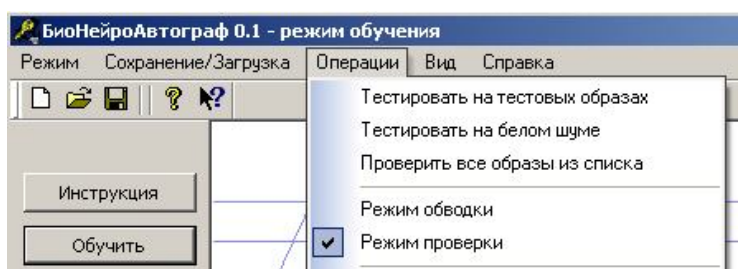 БиоНейроАвтограф 0.1 - режим обучения
Режим Сохранение/Загрузка Операции Вид Справка
Тестировать на тестовых образах
Тестировать на белом шуме
Проверить все образы из списка
Инструкция
Режим обводки
Обучить
Режим проверки